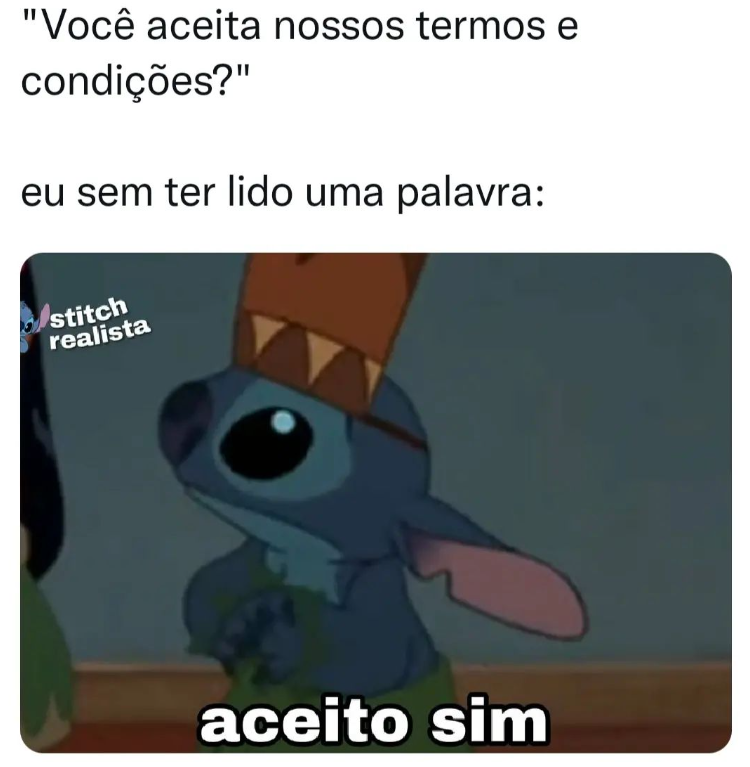 "Você aceita nossos termos e
condições?"
eu sem ter lido uma palavra:
stitch
realista
aceito sim